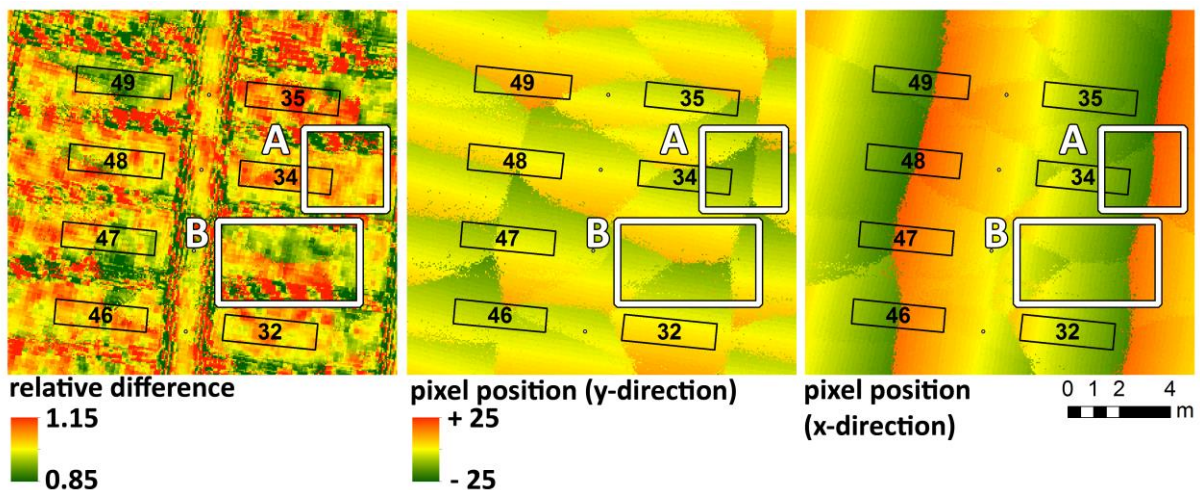 49
35
A
48
34
B
47
46
32
49
35
A
48
34
B
47
46
32
49
35
A
48
34
B
47
46
32
relative difference
1.15
0.85
pixel position (y-direction)
+ 25
- 25
pixel position
(x-direction)
0 1 2 4
m